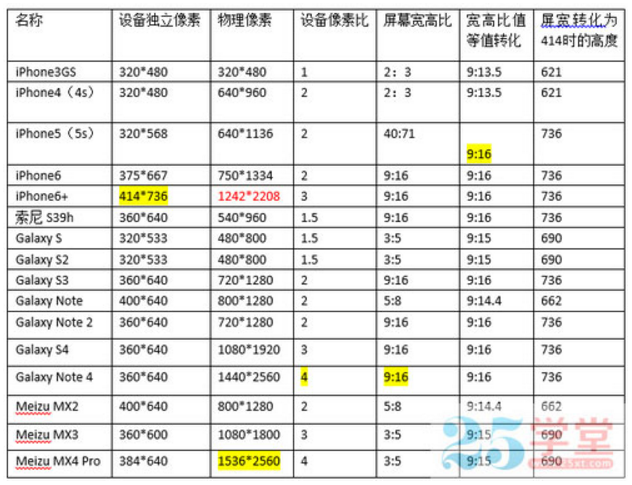 名称 设备独立像素 物理像素 设备像素比 屏幕宽高比 宽高比值等值转化 屏宽转化为414时的高度
iPhone3GS 320*480 320*480 1 2：3 9:13.5 621
iPhone4（4s） 320*480 640*960 2 2：3 9:13.5 621
iPhone5（5s） 320*568 640*1136 2 40:71 9:16 736
iPhone6 375*667 750*1334 2 9:16 9:16 736
iPhone6+ 414*736 1242*2208 3 9:16 9:16 736
索尼 S39h 360*640 540*960 1.5 9:16 9:16 736
Galaxy S 320*533 480*800 1.5 3:5 9:15 690
Galaxy S2 320*533 480*800 1.5 3:5 9:15 690
Galaxy S3 360*640 720*1280 2 9:16 9:16 736
Galaxy Note 400*640 800*1280 2 5:8 9:14.4 662
Galaxy Note 2 360*640 720*1280 2 9:16 9:16 736
Galaxy S4 360*640 1080*1920 3 9:16 9:16 736
Galaxy Note 4 360*640 1440*2560 4 9:16 9:16 736
Meizu MX2 400*640 800*1280 2 5:8 9:14.4 662
Meizu MX3 360*600 1080*1800 3 3:5 9:15 690
Meizu MX4 Pro 384*640 1536*2560 4 3:5 9:15 690
25学堂